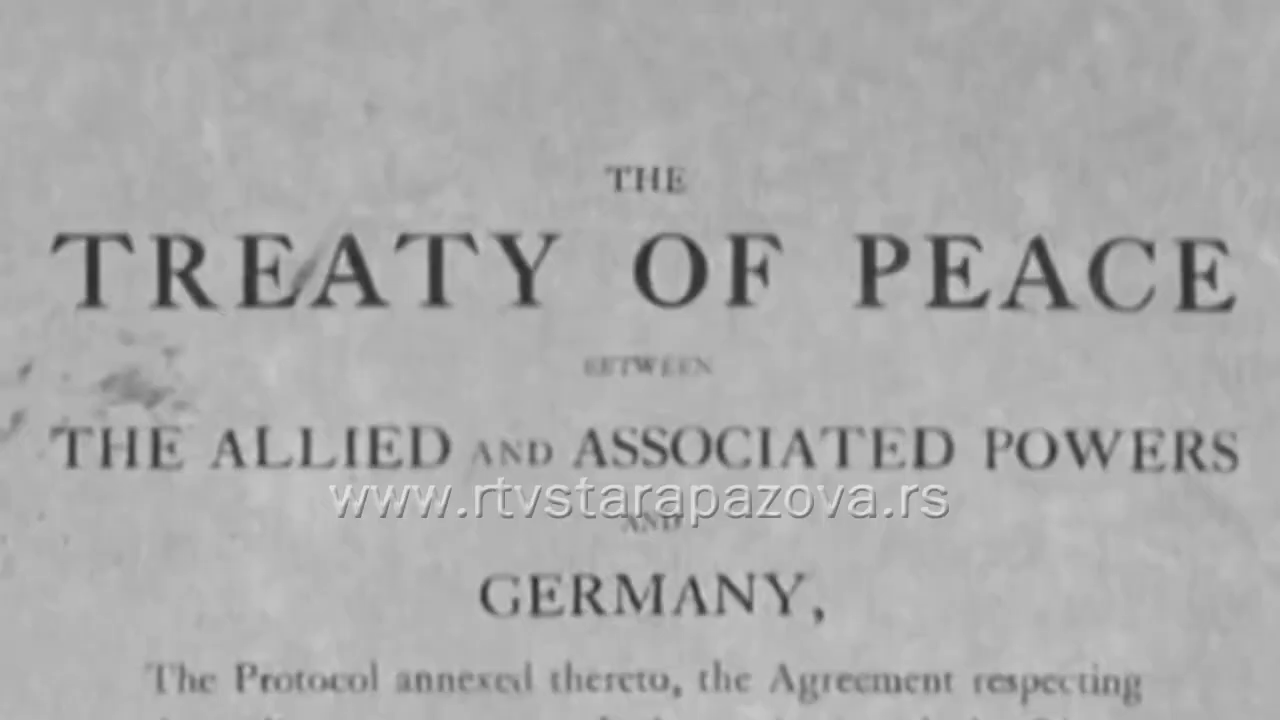 THE
TREATY OF PEACE
BETWEEN
THE ALLIED AND ASSOCIATED POWERS
www.rtvstarapazova.rs
AND
GERMANY,
The Protocol annexed thereto, the Agreement respecting